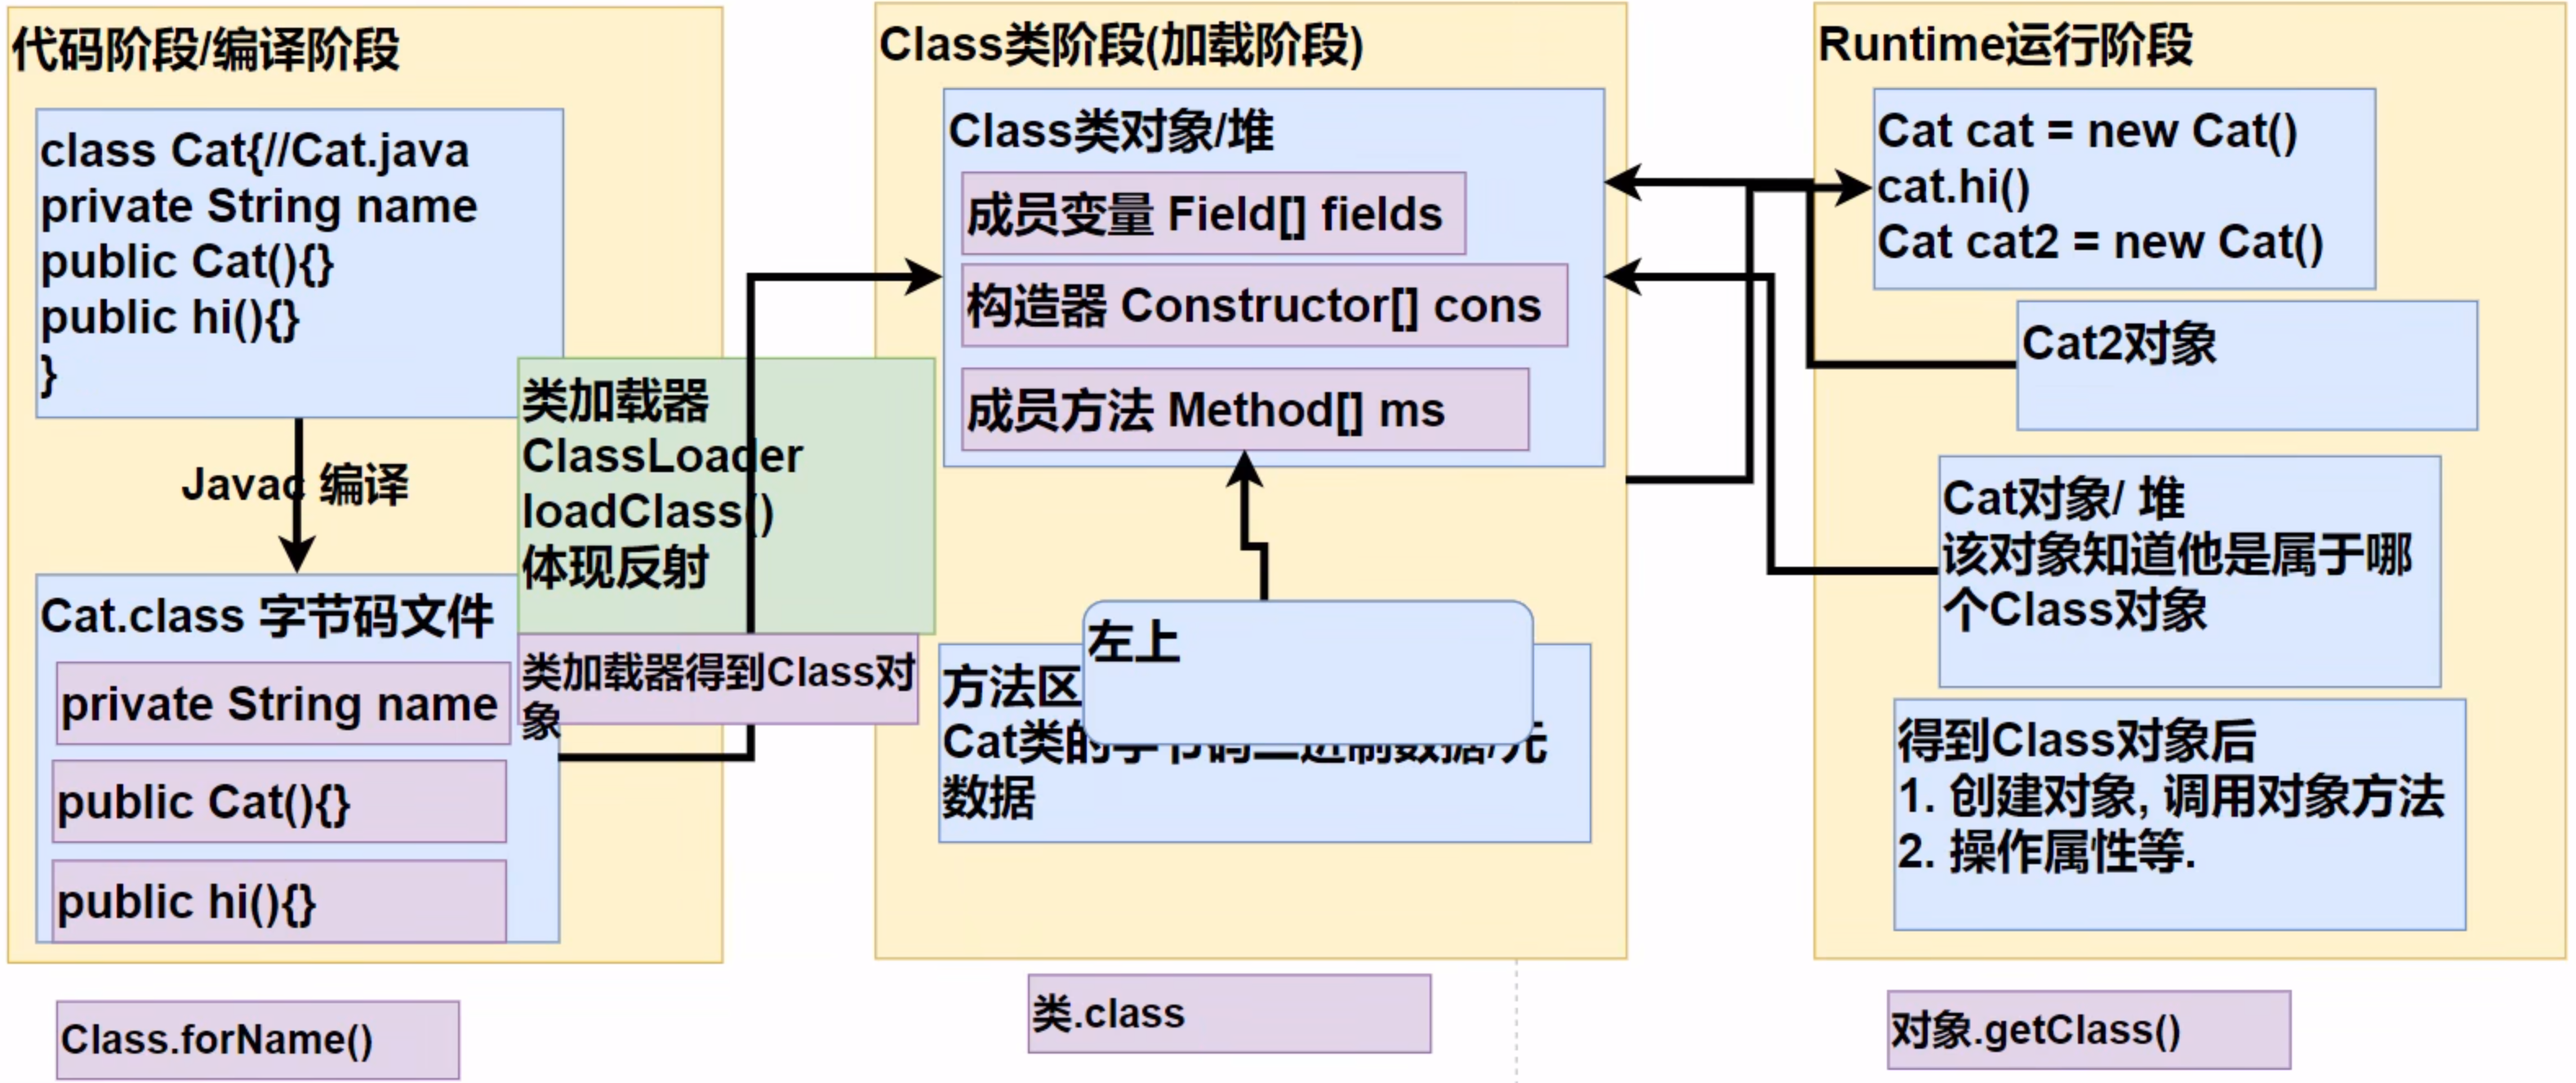 代码阶段/编译阶段
class Cat{//Cat.java
private String name
public Cat(){}
public hi(){}
}
Javac 编译
Cat.class 字节码文件
private String name
public Cat(){}
public hi(){}
Class.forName()
类加载器
ClassLoader
loadClass()
体现反射
类加载器得到Class对
象
Class类阶段(加载阶段)
Class类对象/堆
成员变量 Field[] fields
构造器 Constructor[] cons
成员方法 Method[] ms
左上
方法区
Cat类的字节码二进制数据/元
数据
类.class
Runtime运行阶段
Cat cat = new Cat()
cat.hi()
Cat cat2 = new Cat()
Cat2对象
Cat对象/ 堆
该对象知道他是属于哪
个Class对象
得到Class对象后
1. 创建对象, 调用对象方法
2. 操作属性等.
对象.getClass()